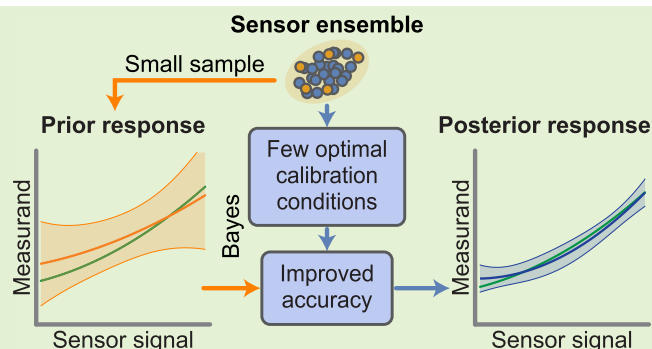 Sensor ensemble
Small sample
Prior response
Measurand
Sensor signal
Few optimal
calibration
conditions
Bayes
Improved
accuracy
Posterior response
Measurand
Sensor signal